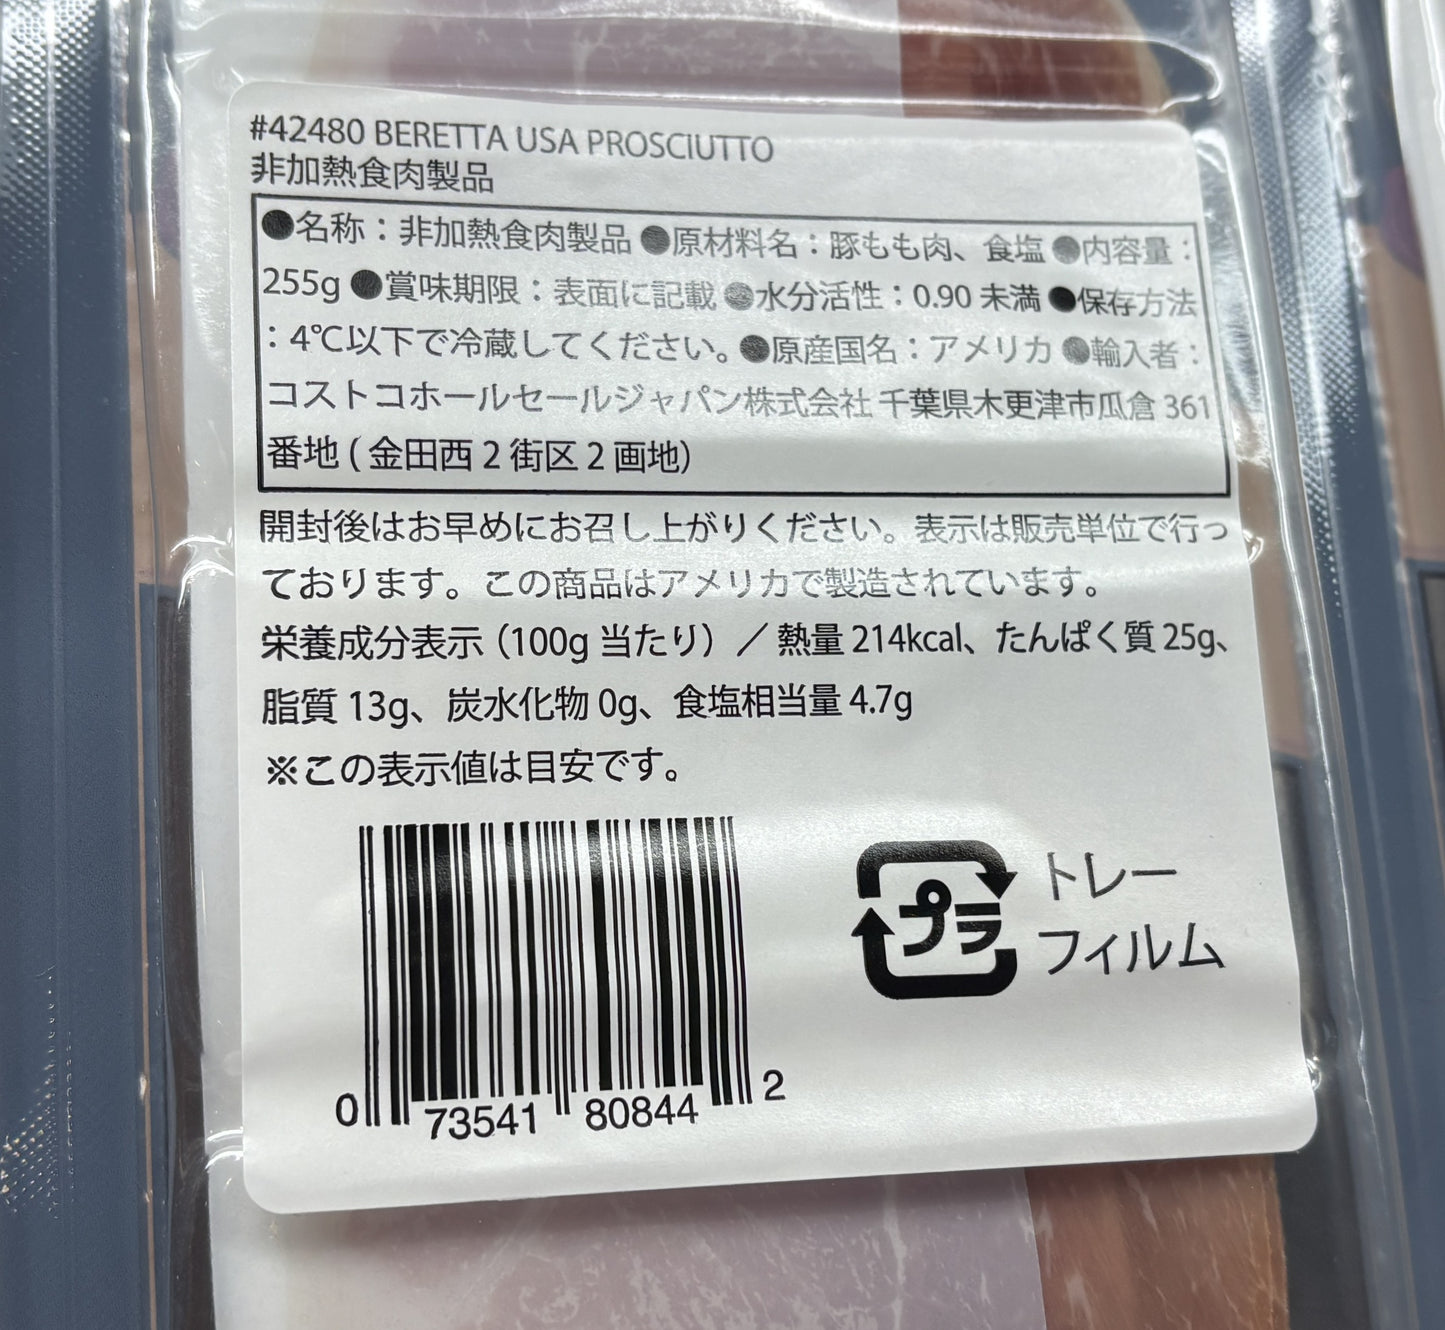 #42480 BERETTA USA PROSCIUTTO
非加熱食肉製品
●名称：非加熱食肉製品 ●原材料名：豚もも肉、食塩 ●内容量：
255g ●賞味期限：表面に記載 ●水分活性：0.90 未満 ●保存方法
：4℃以下で冷蔵してください。●原産国名：アメリカ ●輸入者：
コストコホールセールジャパン株式会社 千葉県木更津市瓜倉 361
番地 ( 金田西 2 街区 2 画地)
開封後はお早めにお召し上がりください。表示は販売単位で行っ
ております。この商品はアメリカで製造されています。
栄養成分表示（100g 当たり）／ 熱量 214kcal、たんぱく質 25g、
脂質 13g、炭水化物 0g、食塩相当量 4.7g
※この表示値は目安です。
プラ
トレー
フィルム
0 73541 80844 2